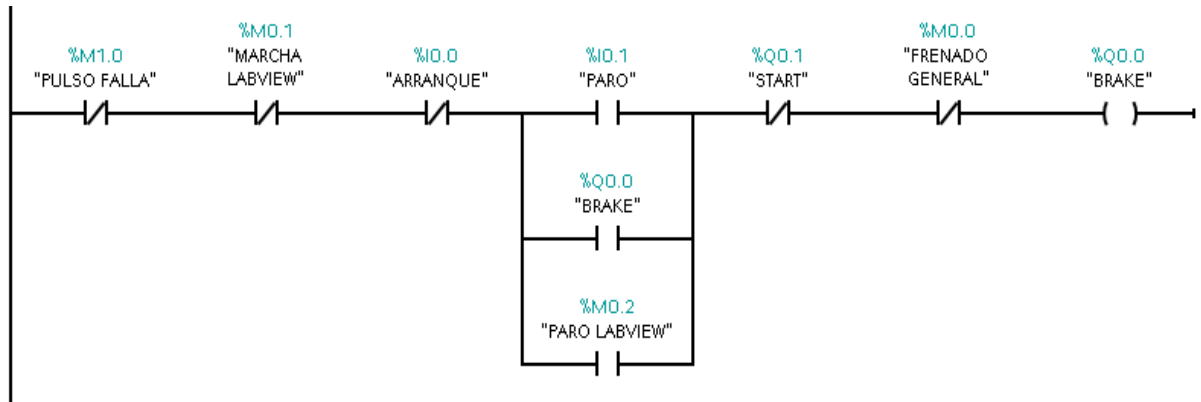 %M1.0
"PULSO FALLA"
%M0.1
"MARCHA
LABVIEW"
%I0.0
"ARRANQUE"
%I0.1
"PARO"
%Q0.1
"START"
%M0.0
"FRENADO
GENERAL"
%Q0.0
"BRAKE"
%Q0.0
"BRAKE"
%M0.2
"PARO LABVIEW"